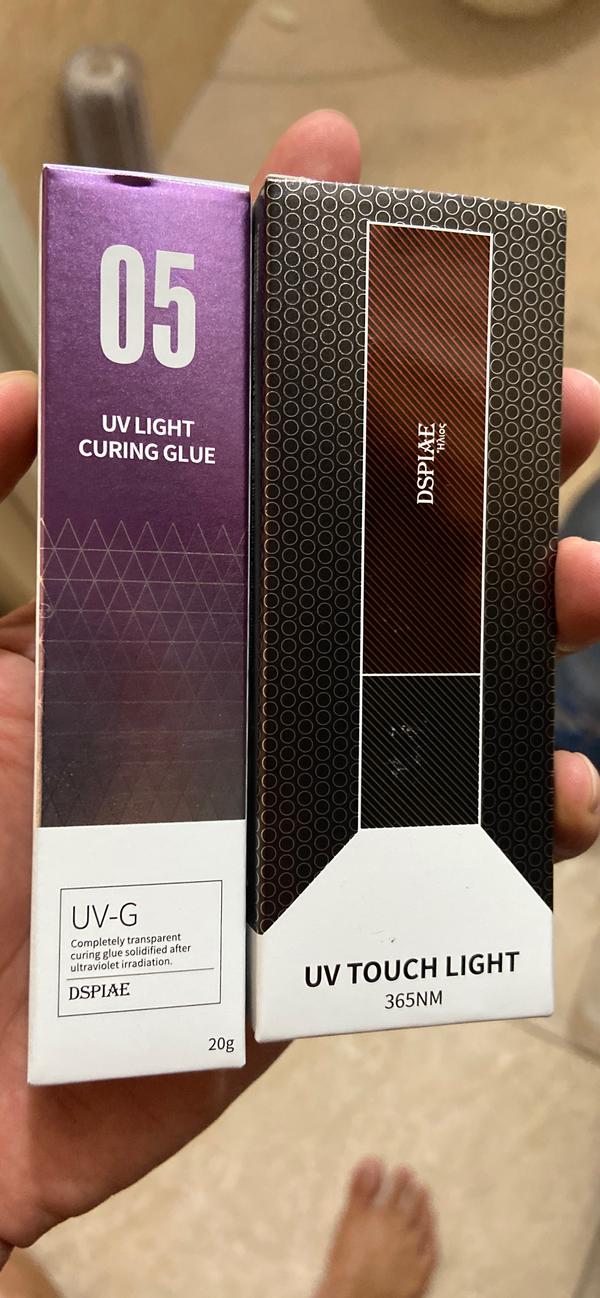 05
UV LIGHT
CURING GLUE
UV-G
Completely transparent
curing glue solidified after
ultraviolet irradiation.
DSPIAE
20g
DSPIAE
Ἥλιος
UV TOUCH LIGHT
365NM